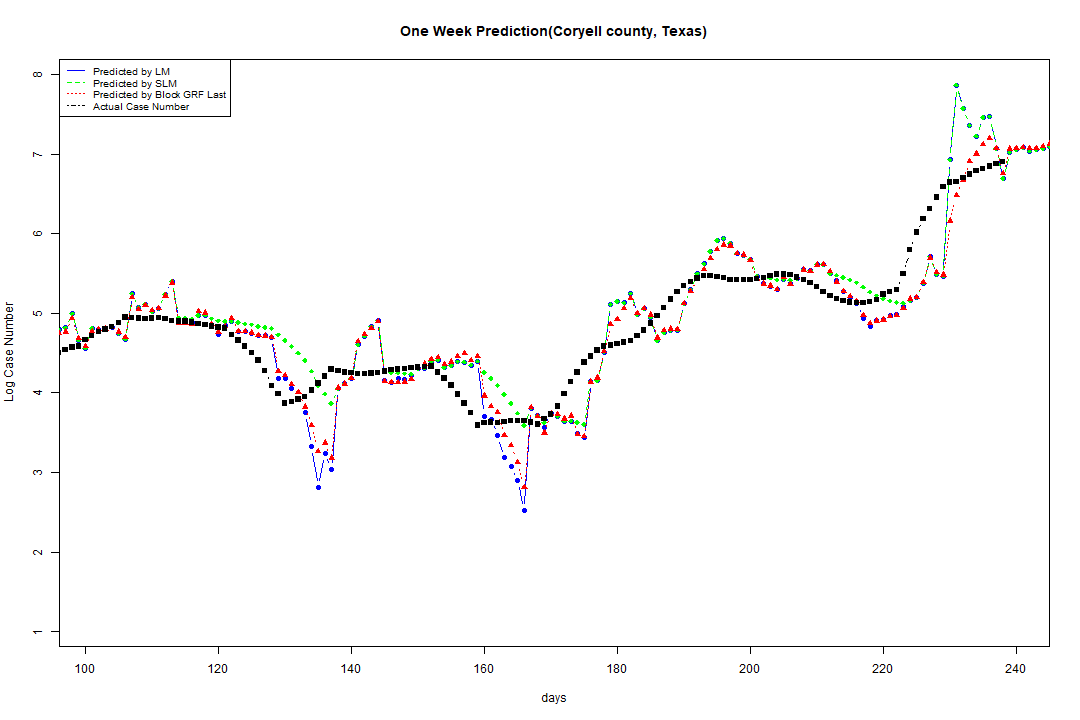 One Week Prediction(Coryell county, Texas)
Predicted by LM
Predicted by SLM
Predicted by Block GRF Last
Actual Case Number
8
7
6
5
4
3
2
1
Log Case Number
100 120 140 160 180 200 220 240
days